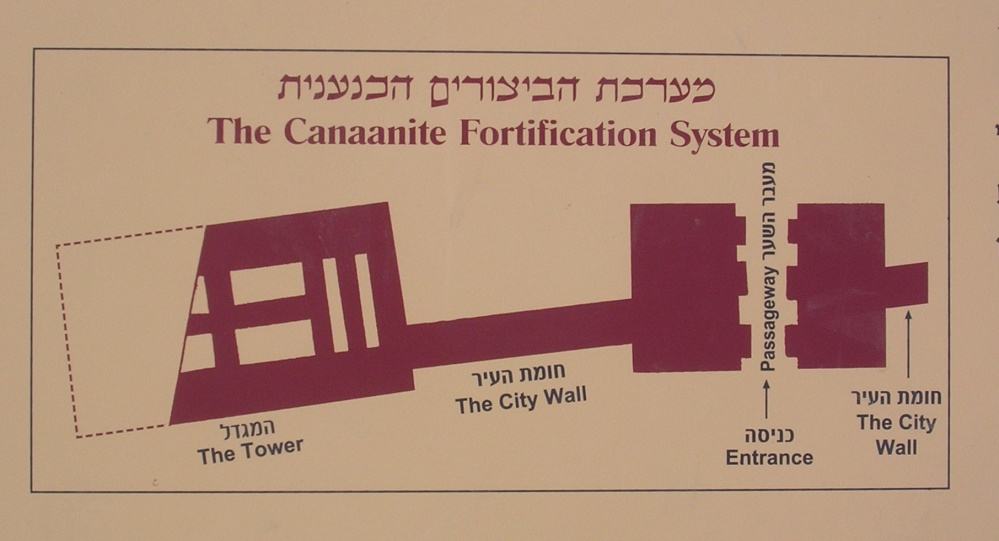 מערכת הביצורים הכנענית
The Canaanite Fortification System
מעבר השער
Passageway
חומת העיר
The City Wall
המגדל
The Tower
כניסה
Entrance
חומת העיר
The City
Wall